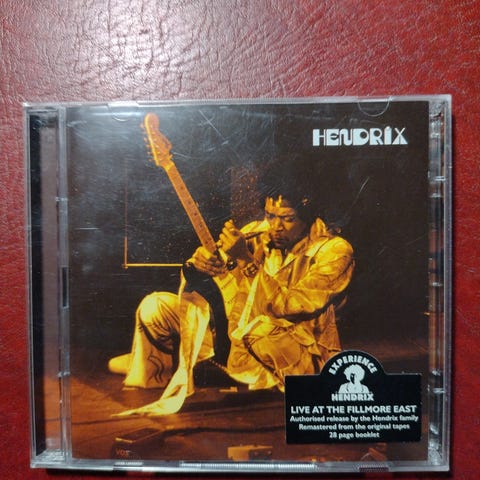 HENDRIX
EXPERIENCE
HENDRIX
LIVE AT THE FILLMORE EAST
Authorised release by the Hendrix family
Remastered from the original tapes
28 page booklet
VOX